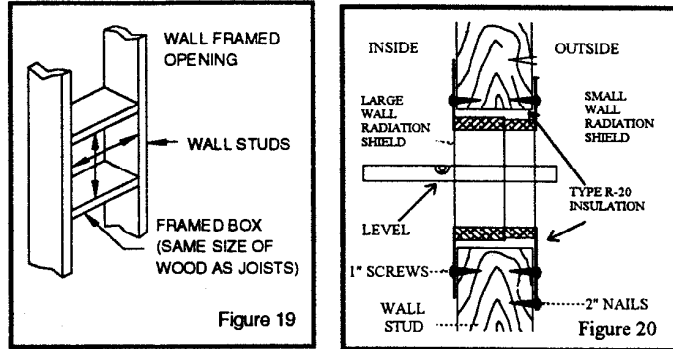 WALL FRAMED
OPENING
WALL STUDS
FRAMED BOX
(SAME SIZE OF
WOOD AS JOISTS)
Figure 19
INSIDE
OUTSIDE
LARGE
WALL
RADIATION
SHIELD
SMALL
WALL
RADIATION
SHIELD
LEVEL
TYPE R-20
INSULATION
1" SCREWS
2" NAILS
WALL
STUD
Figure 20